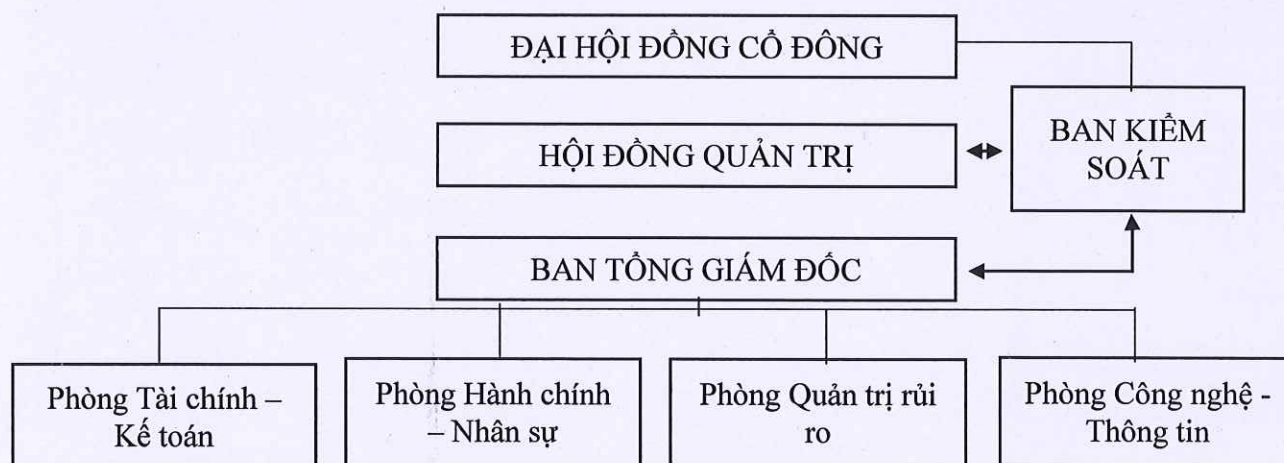 ĐẠI HỘI ĐỒNG CỔ ĐÔNG
HỘI ĐỒNG QUẢN TRỊ
BAN KIỂM
SOÁT
BAN TỔNG GIÁM ĐỐC
Phòng Tài chính –
Kế toán
Phòng Hành chính
– Nhân sự
Phòng Quản trị rủi
ro
Phòng Công nghệ -
Thông tin